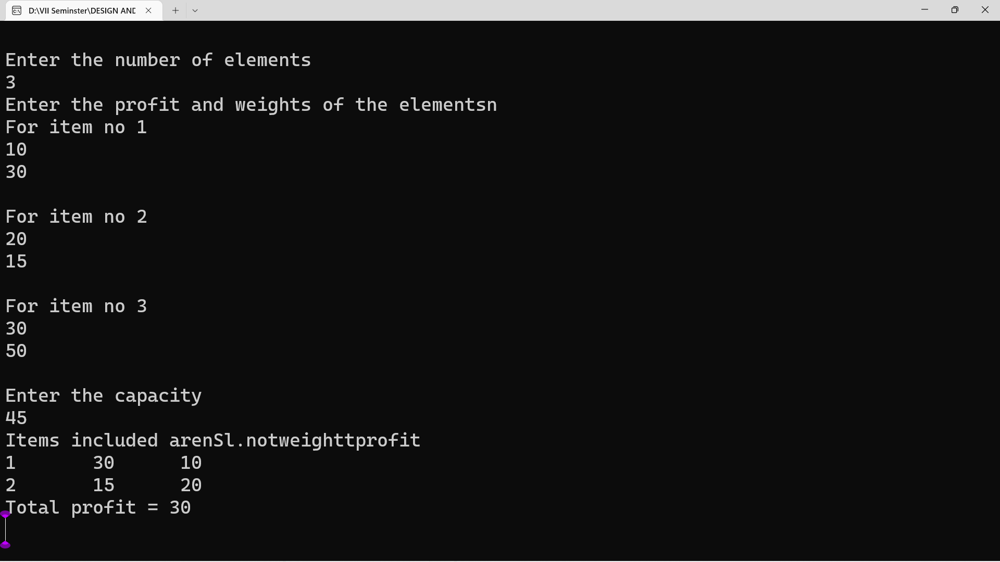 D:\VII Seminster\DESIGN AND
Enter the number of elements
3
Enter the profit and weights of the elementsn
For item no 1
10
30
For item no 2
20
15
For item no 3
30
50
Enter the capacity
45
Items included arenSl.notweighttprofit
1 30 10
2 15 20
Total profit = 30